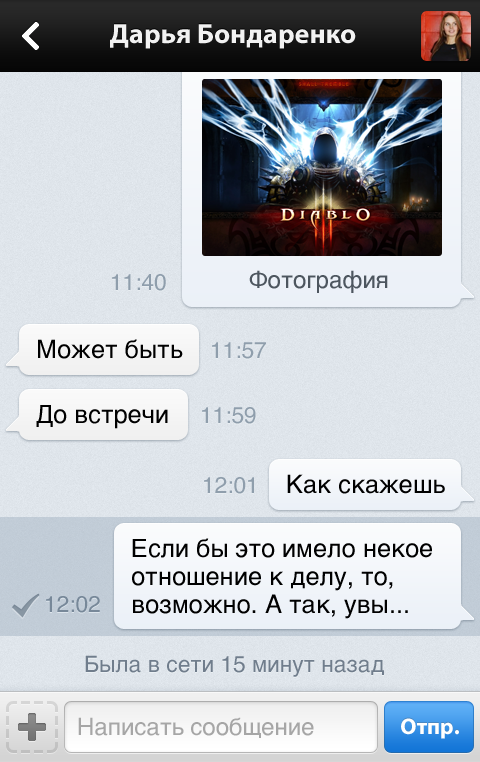 Дарья Бондаренко
DIABLO
11:40
Фотография
Может быть
11:57
До встречи
11:59
12:01
Как скажешь
Если бы это имело некое
отношение к делу, то,
возможно. А так, увы...
12:02
Была в сети 15 минут назад
Написать сообщение
Отпр.